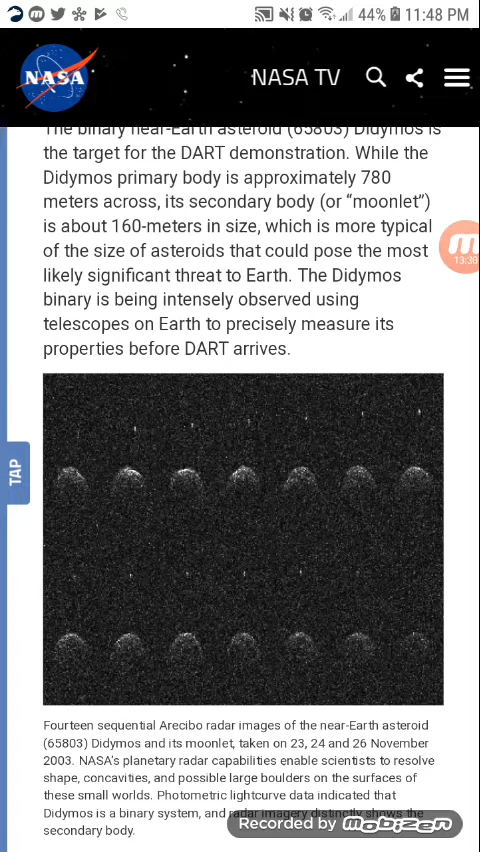 44% 11:48 PM
NASA
NASA TV
The binary near-Earth asteroid (65803) Didymos is
the target for the DART demonstration. While the
Didymos primary body is approximately 780
meters across, its secondary body (or “moonlet”)
is about 160-meters in size, which is more typical
of the size of asteroids that could pose the most
likely significant threat to Earth. The Didymos
binary is being intensely observed using
telescopes on Earth to precisely measure its
properties before DART arrives.
13:30
TAP
Fourteen sequential Arecibo radar images of the near-Earth asteroid
(65803) Didymos and its moonlet, taken on 23, 24 and 26 November
2003. NASA's planetary radar capabilities enable scientists to resolve
shape, concavities, and possible large boulders on the surfaces of
these small worlds. Photometric lightcurve data indicated that
Didymos is a binary system, and radar imagery distinctly shows the
secondary body.
Recorded by mobizen